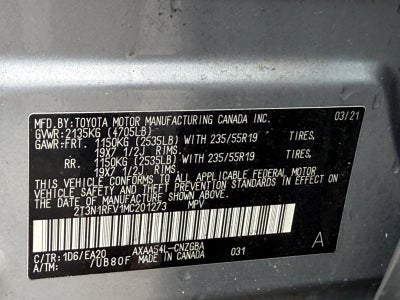 MFD.BY:TOYOTA MOTOR MANUFACTURING CANADA INC. 03/21
GVWR:2135KG (4705LB)
GAWR:FRT. 1150KG (2535LB) WITH 235/55R19 TIRES,
19X7 1/2J RIMS.
RR. 1150KG (2535LB) WITH 235/55R19 TIRES,
19X7 1/2J RIMS.
THIS VEHICLE CONFORMS TO ALL APPLICABLE FEDERAL MOTOR
VEHICLE SAFETY STANDARDS IN EFFECT ON
THE DATE OF MANUFACTURE SHOWN ABOVE.
2T3N1RFV1MC201273 MPV
C/TR:1D6/EA20 AXAA54L-CNZGBA
A/TM: /UB80F MADE IN CANADA 031 A